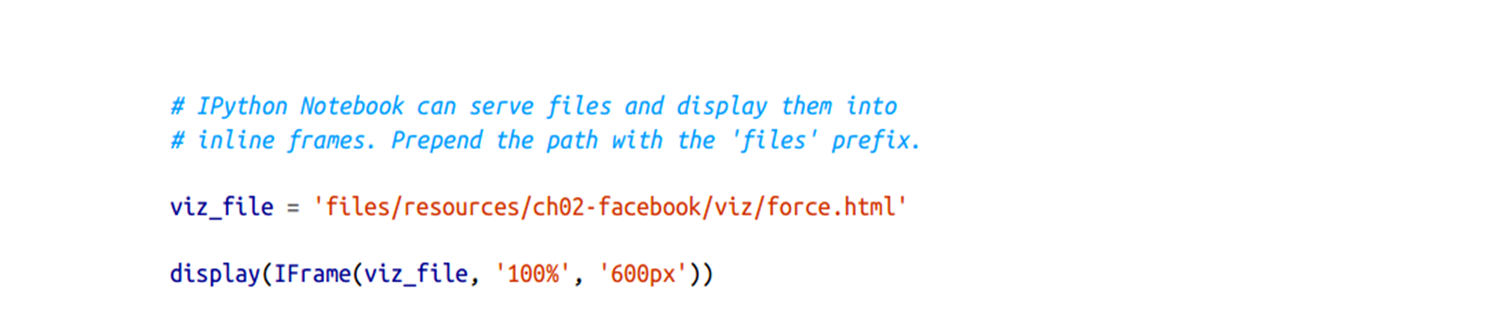 # IPython Notebook can serve files and display them into
# inline frames. Prepend the path with the 'files' prefix.
viz_file = 'files/resources/ch02-facebook/viz/force.html'
display(IFrame(viz_file, '100%', '600px'))